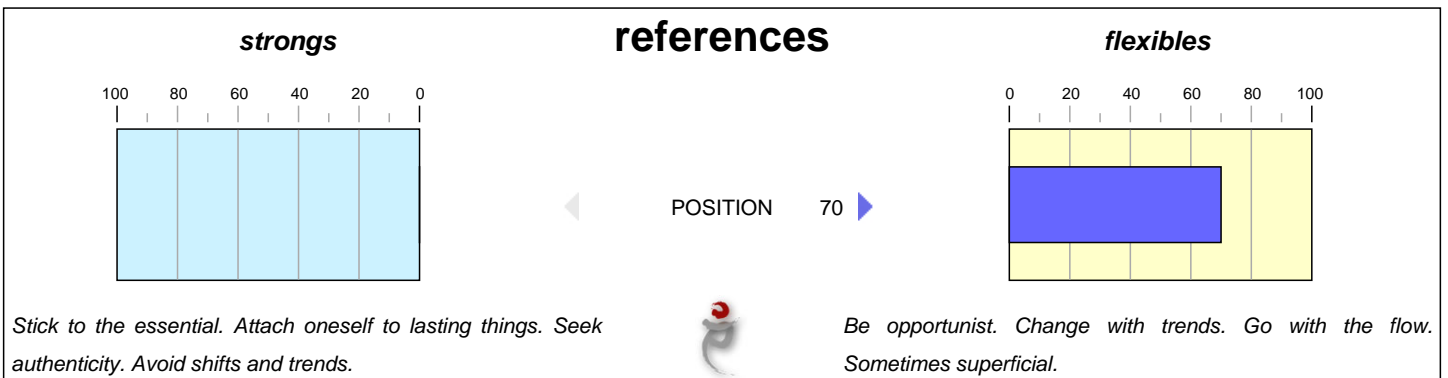 strongs references flexibles
100 80 60 40 20 0 0 20 40 60 80 100
POSITION 70
Stick to the essential. Attach oneself to lasting things. Seek
authenticity. Avoid shifts and trends.
Be opportunist. Change with trends. Go with the flow.
Sometimes superficial.